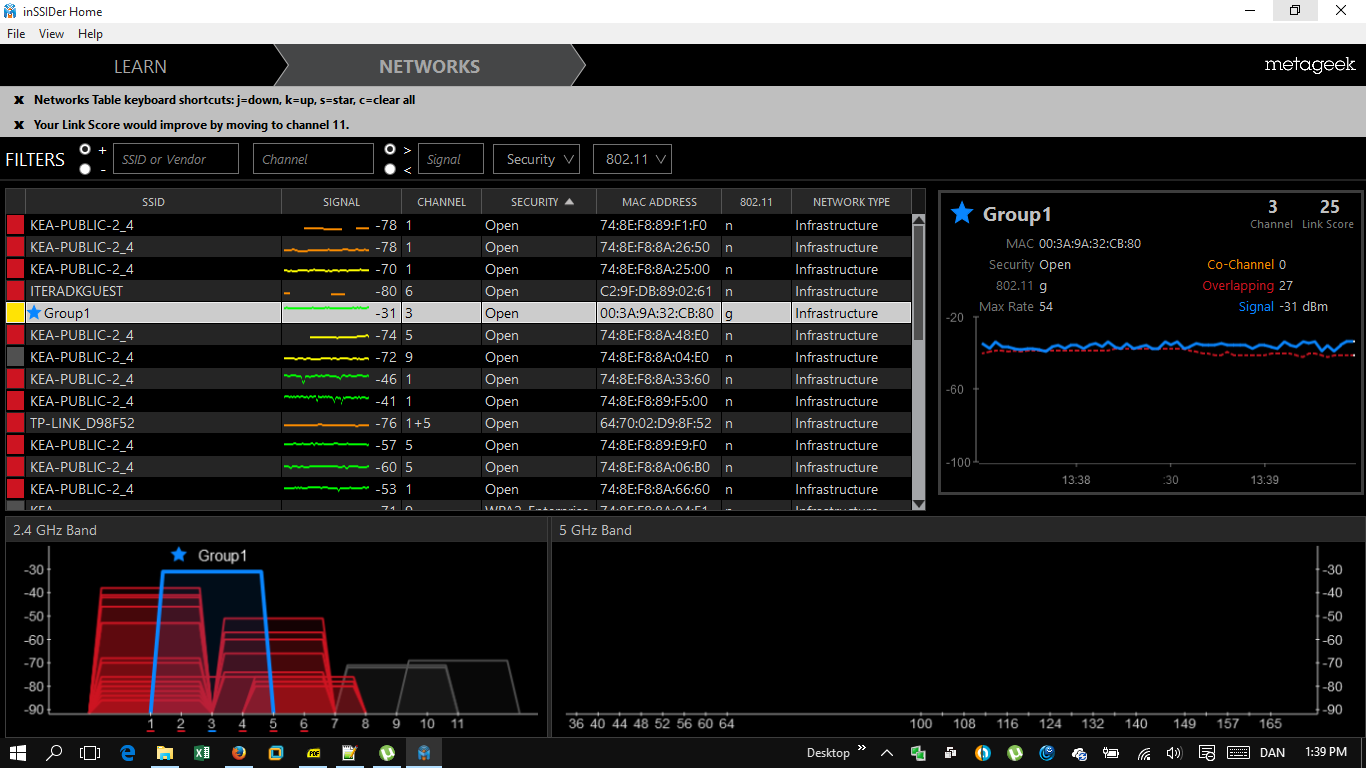 inSSIDer Home
File View Help
LEARN NETWORKS metageek
x Networks Table keyboard shortcuts: j=down, k=up, s=star, c=clear all
x Your Link Score would improve by moving to channel 11.
FILTERS + - SSID or Vendor Channel > < Signal Security 802.11
SSID SIGNAL CHANNEL SECURITY MAC ADDRESS 802.11 NETWORK TYPE
KEA-PUBLIC-2_4 -78 1 Open 74:8E:F8:89:F1:F0 n Infrastructure
KEA-PUBLIC-2_4 -78 1 Open 74:8E:F8:8A:26:50 n Infrastructure
KEA-PUBLIC-2_4 -70 1 Open 74:8E:F8:8A:25:00 n Infrastructure
ITERADKGUEST -80 6 Open C2:9F:DB:89:02:61 n Infrastructure
Group1 -31 3 Open 00:3A:9A:32:CB:80 g Infrastructure
KEA-PUBLIC-2_4 -74 5 Open 74:8E:F8:8A:48:E0 n Infrastructure
KEA-PUBLIC-2_4 -72 9 Open 74:8E:F8:8A:04:E0 n Infrastructure
KEA-PUBLIC-2_4 -46 1 Open 74:8E:F8:8A:33:60 n Infrastructure
KEA-PUBLIC-2_4 -41 1 Open 74:8E:F8:89:F5:00 n Infrastructure
TP-LINK_D98F52 -76 1+5 Open 64:70:02:D9:8F:52 n Infrastructure
KEA-PUBLIC-2_4 -57 5 Open 74:8E:F8:89:E9:F0 n Infrastructure
KEA-PUBLIC-2_4 -60 5 Open 74:8E:F8:8A:06:B0 n Infrastructure
KEA-PUBLIC-2_4 -53 1 Open 74:8E:F8:8A:66:60 n Infrastructure
Group1 3 25
Channel Link Score
MAC 00:3A:9A:32:CB:80
Security Open Co-Channel 0
802.11 g Overlapping 27
Max Rate 54 Signal -31 dBm
-20
-60
-100
13:38 :30 13:39
2.4 GHz Band
Group1
-30
-40
-50
-60
-70
-80
-90
1 2 3 4 5 6 7 8 9 10 11
5 GHz Band
-30
-40
-50
-60
-70
-80
-90
36 40 44 48 52 56 60 64 100 108 116 124 132 140 149 157 165
Desktop DAN 1:39 PM